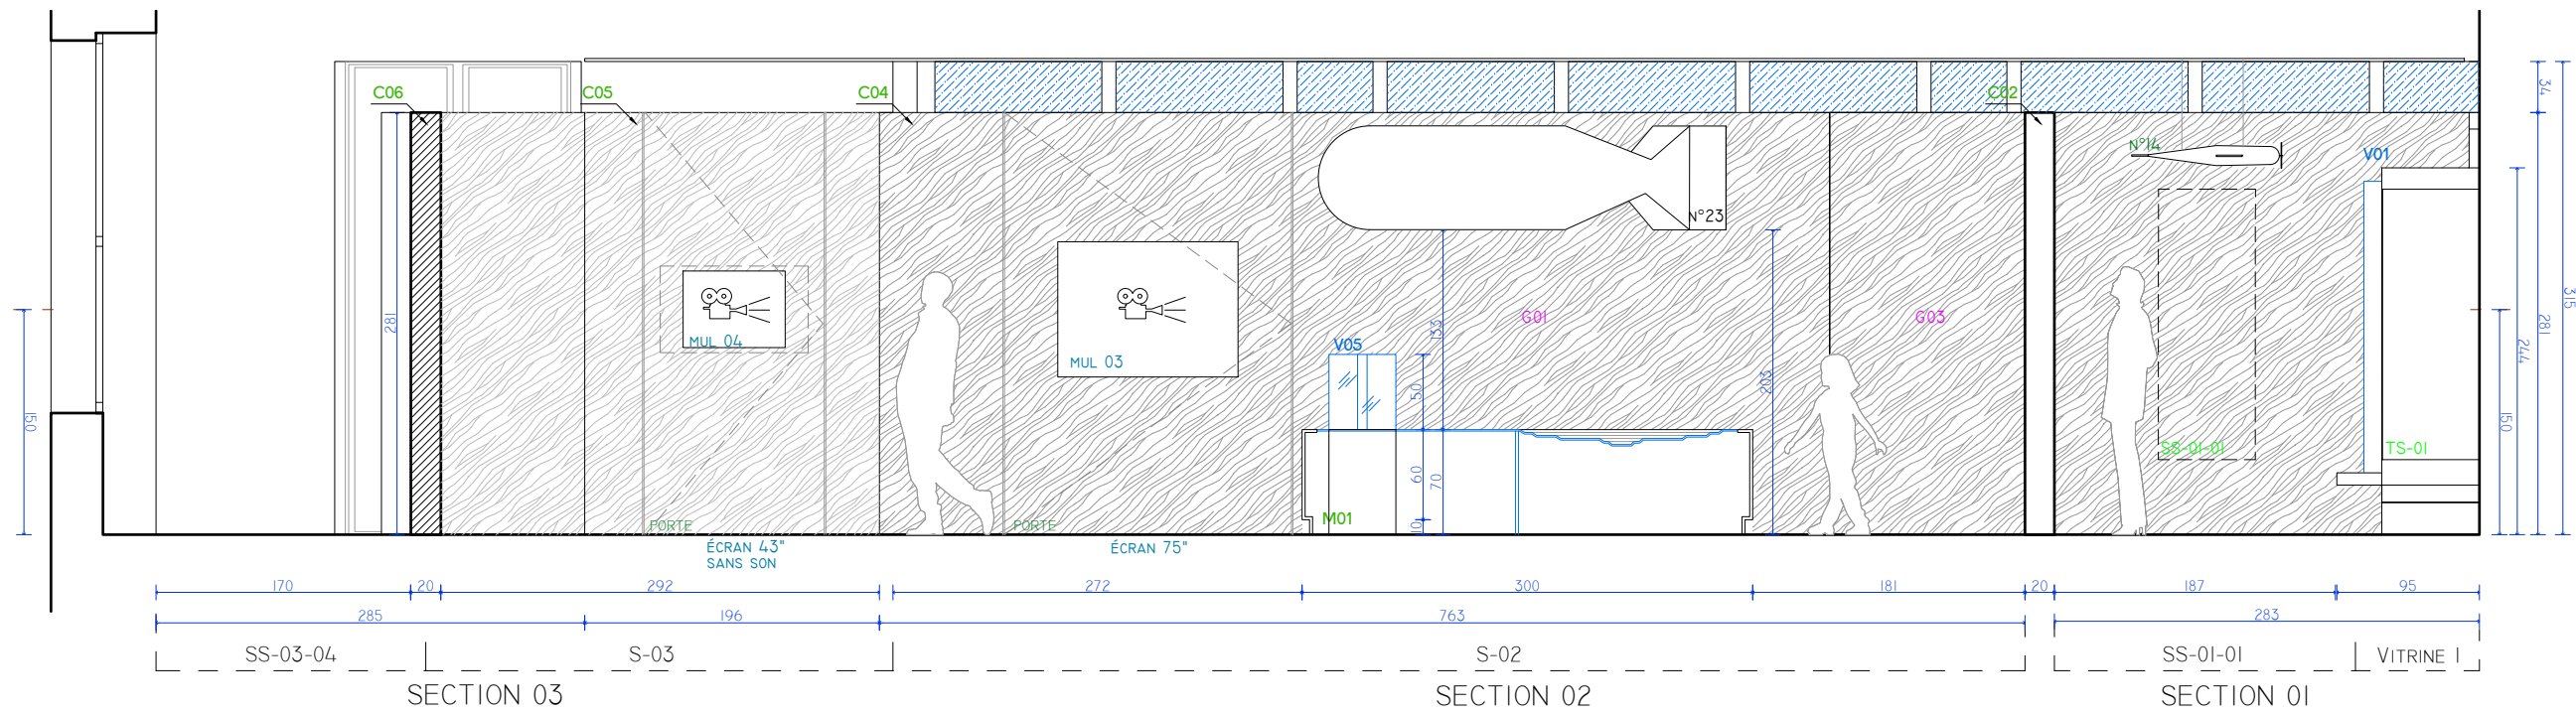 34
C06
C05
C04
C02
N°14
V01
N°23
281
133
G01
G03
315
281
244
MUL 04
MUL 03
V05
203
50
150
150
SS-01-01
TS-01
60
70
10
M01
PORTE
PORTE
ÉCRAN 43"
SANS SON
ÉCRAN 75"
170
20
292
272
300
181
20
187
95
285
196
763
283
SS-03-04
S-03
S-02
SS-01-01
VITRINE 1
SECTION 03
SECTION 02
SECTION 01